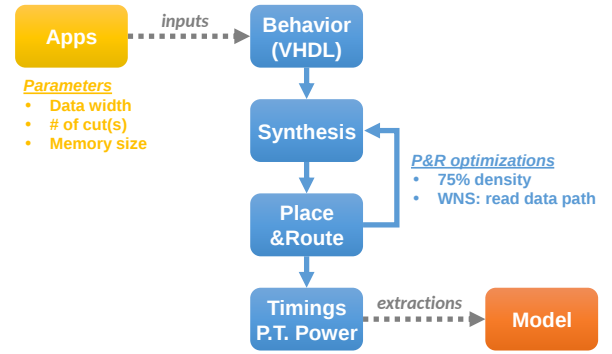 Apps
inputs
Behavior
(VHDL)
Parameters
• Data width
• # of cut(s)
• Memory size
Synthesis
P&R optimizations
• 75% density
• WNS: read data path
Place
&Route
Timings
P.T. Power
extractions
Model